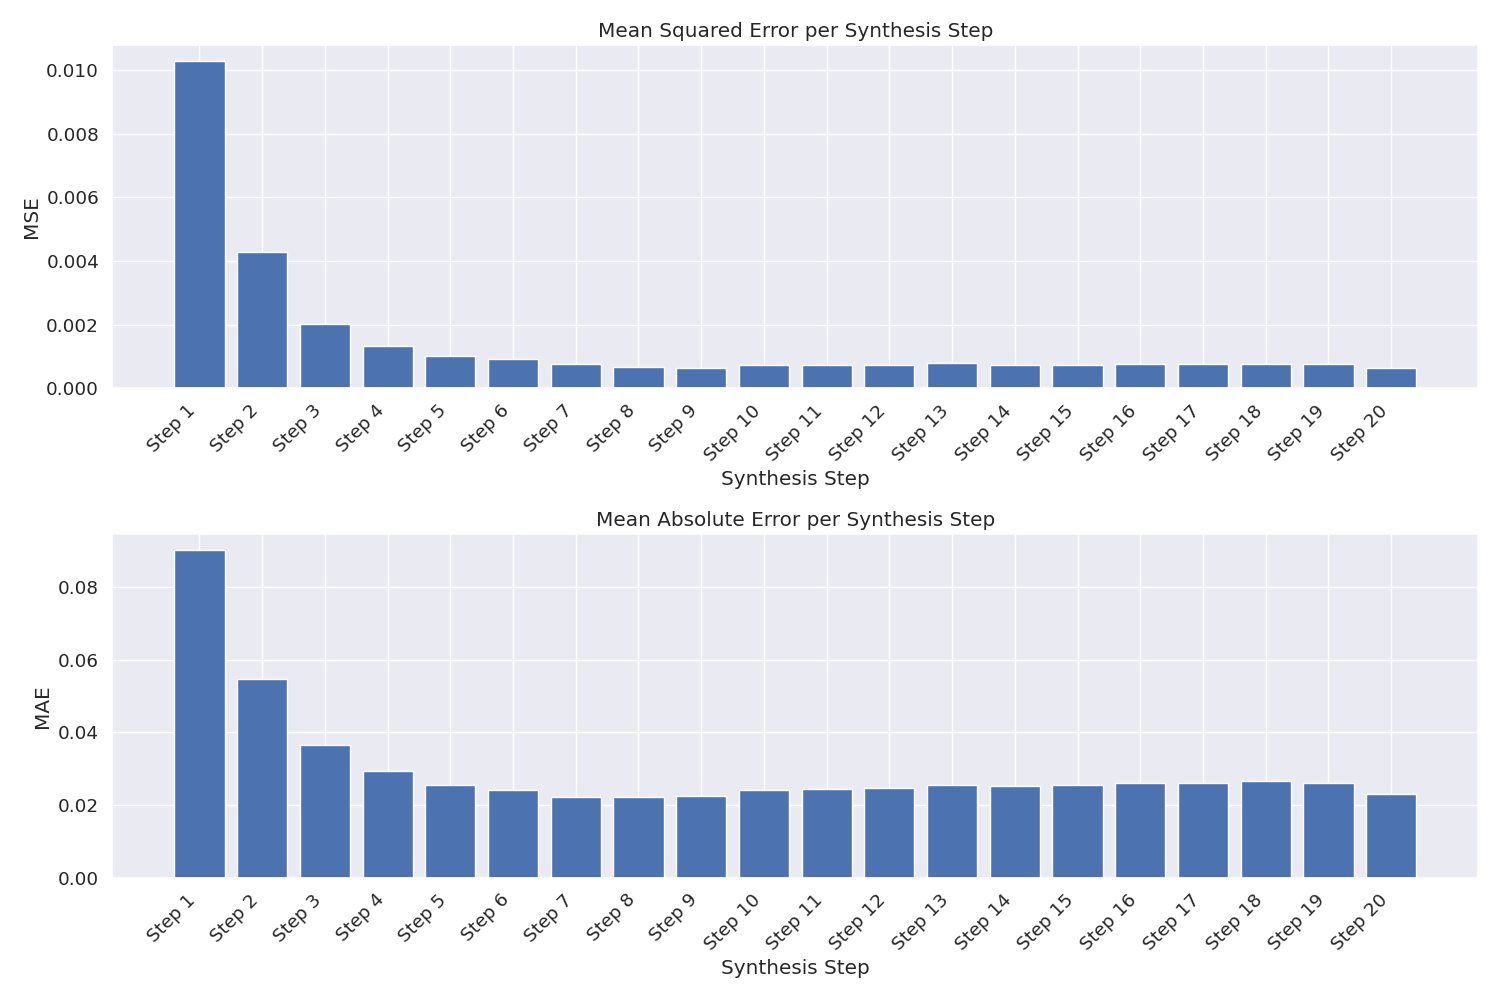 Mean Squared Error per Synthesis Step
0.010
0.008
0.006
0.004
0.002
0.000
MSE
Step 1
Step 2
Step 3
Step 4
Step 5
Step 6
Step 7
Step 8
Step 9
Step 10
Step 11
Step 12
Step 13
Step 14
Step 15
Step 16
Step 17
Step 18
Step 19
Step 20
Synthesis Step
Mean Absolute Error per Synthesis Step
0.08
0.06
0.04
0.02
0.00
MAE
Step 1
Step 2
Step 3
Step 4
Step 5
Step 6
Step 7
Step 8
Step 9
Step 10
Step 11
Step 12
Step 13
Step 14
Step 15
Step 16
Step 17
Step 18
Step 19
Step 20
Synthesis Step